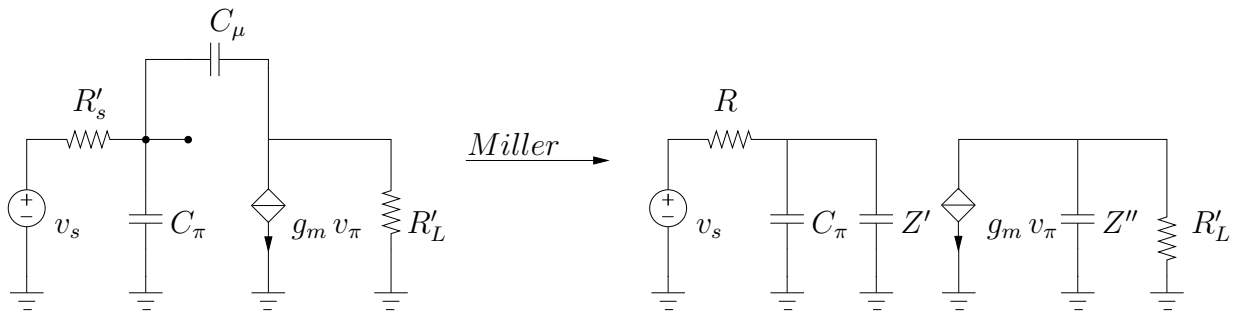 C_μ
R'_s
R
Miller
v_s
C_π
g_m v_π
R'_L
v_s
C_π
Z'
g_m v_π
Z''
R'_L